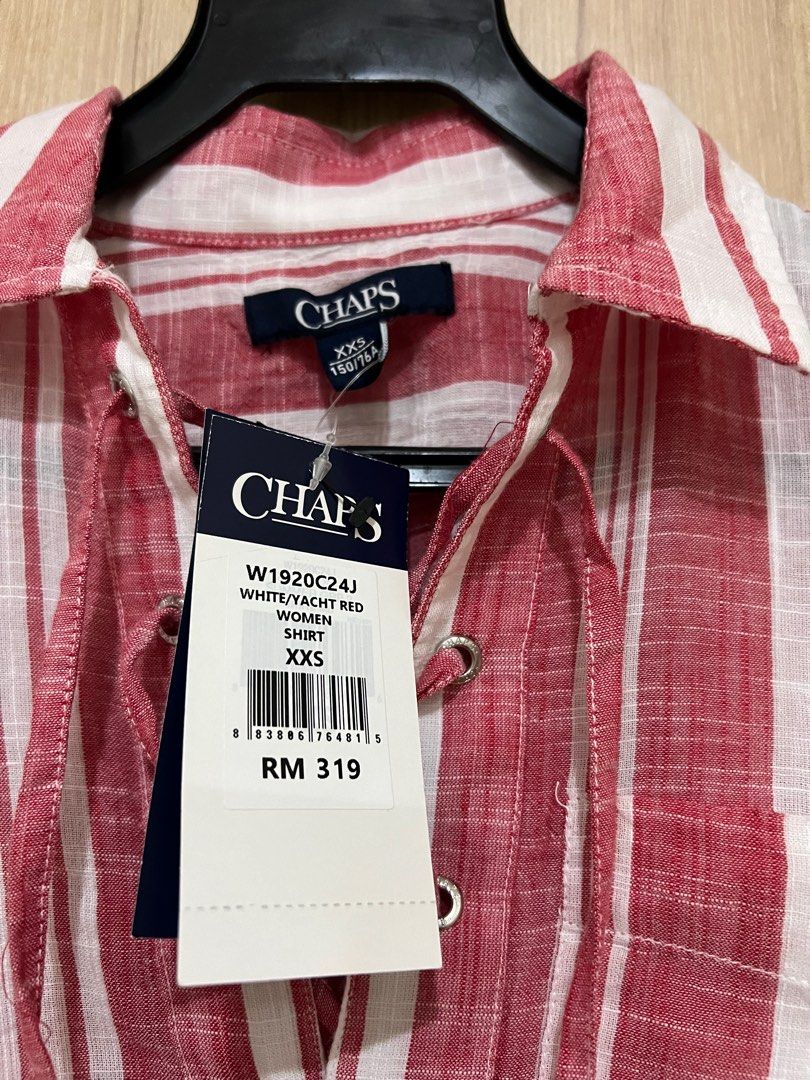 CHAPS
XXS
150/76A
CHAPS
W1920C24J
WHITE/YACHT RED
WOMEN
SHIRT
XXS
8 83806 76481 5
RM 319